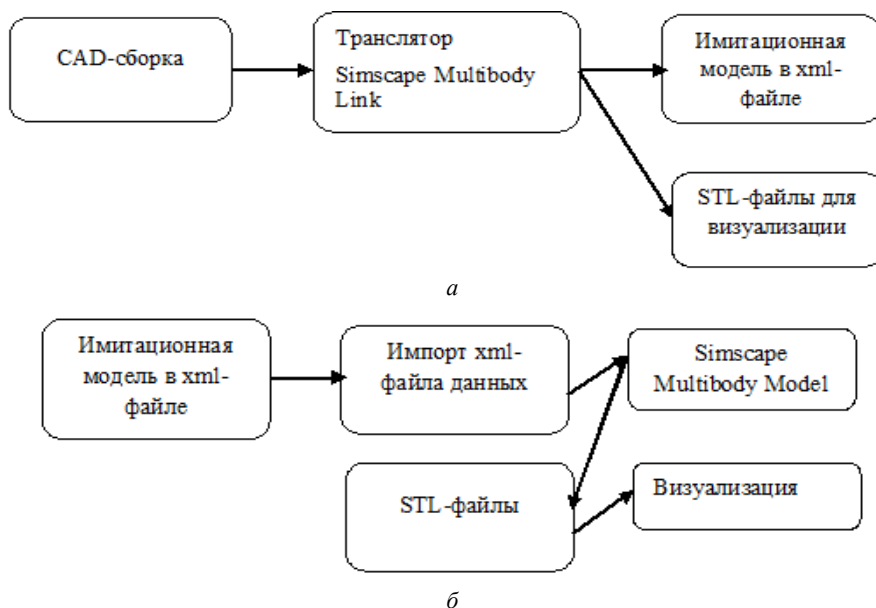 CAD-сборка
Транслятор
Simscape Multibody
Link
Имитационная
модель в xml-
файле
STL-файлы для
визуализации
а
Имитационная
модель в xml-
файле
Импорт xml-
файла данных
Simscape
Multibody Model
STL-файлы
Визуализация
б